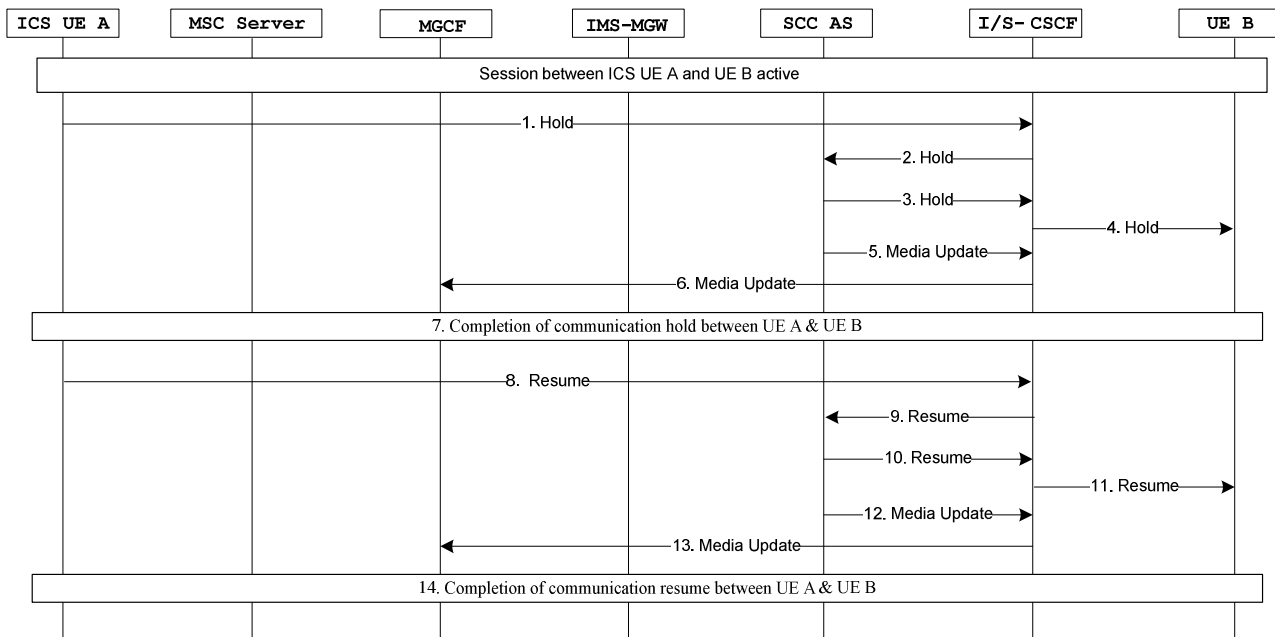 ICS UE A
MSC Server
MGCF
IMS-MGW
SCC AS
I/S- CSCF
UE B
Session between ICS UE A and UE B active
1. Hold
2. Hold
3. Hold
4. Hold
5. Media Update
6. Media Update
7. Completion of communication hold between UE A & UE B
8. Resume
9. Resume
10. Resume
11. Resume
12. Media Update
13. Media Update
14. Completion of communication resume between UE A & UE B